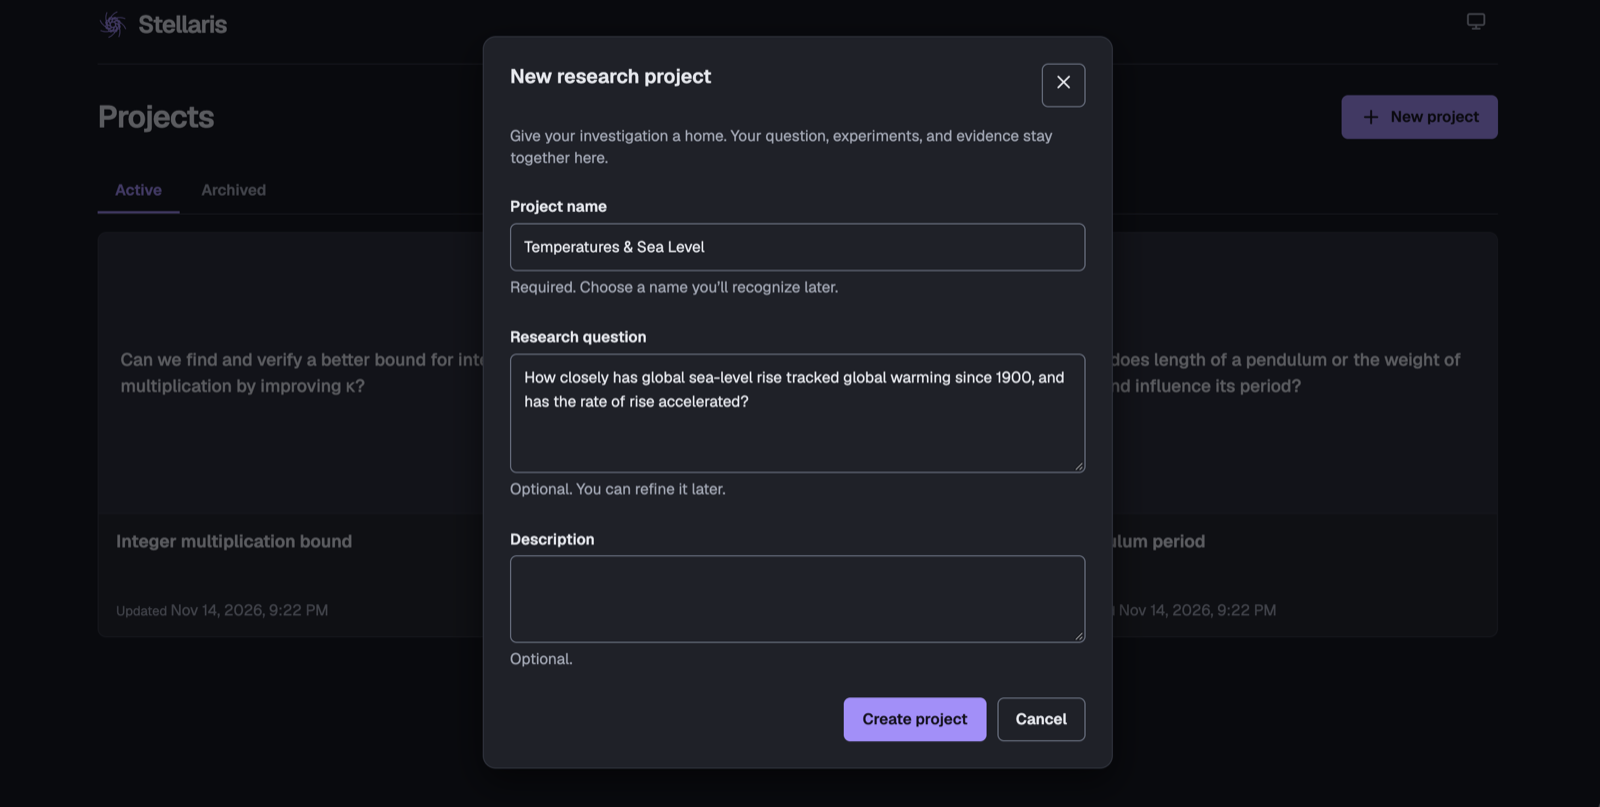 Stellaris
Projects
New project
Active
Archived
Can we find and verify a better bound for
multiplication by improving κ?
Integer multiplication bound
Updated Nov 14, 2026, 9:22 PM
does length of a pendulum or the weight of
influence its period?
period
Nov 14, 2026, 9:22 PM
New research project
Give your investigation a home. Your question, experiments, and evidence stay
together here.
Project name
Temperatures & Sea Level
Required. Choose a name you'll recognize later.
Research question
How closely has global sea-level rise tracked global warming since 1900, and
has the rate of rise accelerated?
Optional. You can refine it later.
Description
Optional.
Create project
Cancel